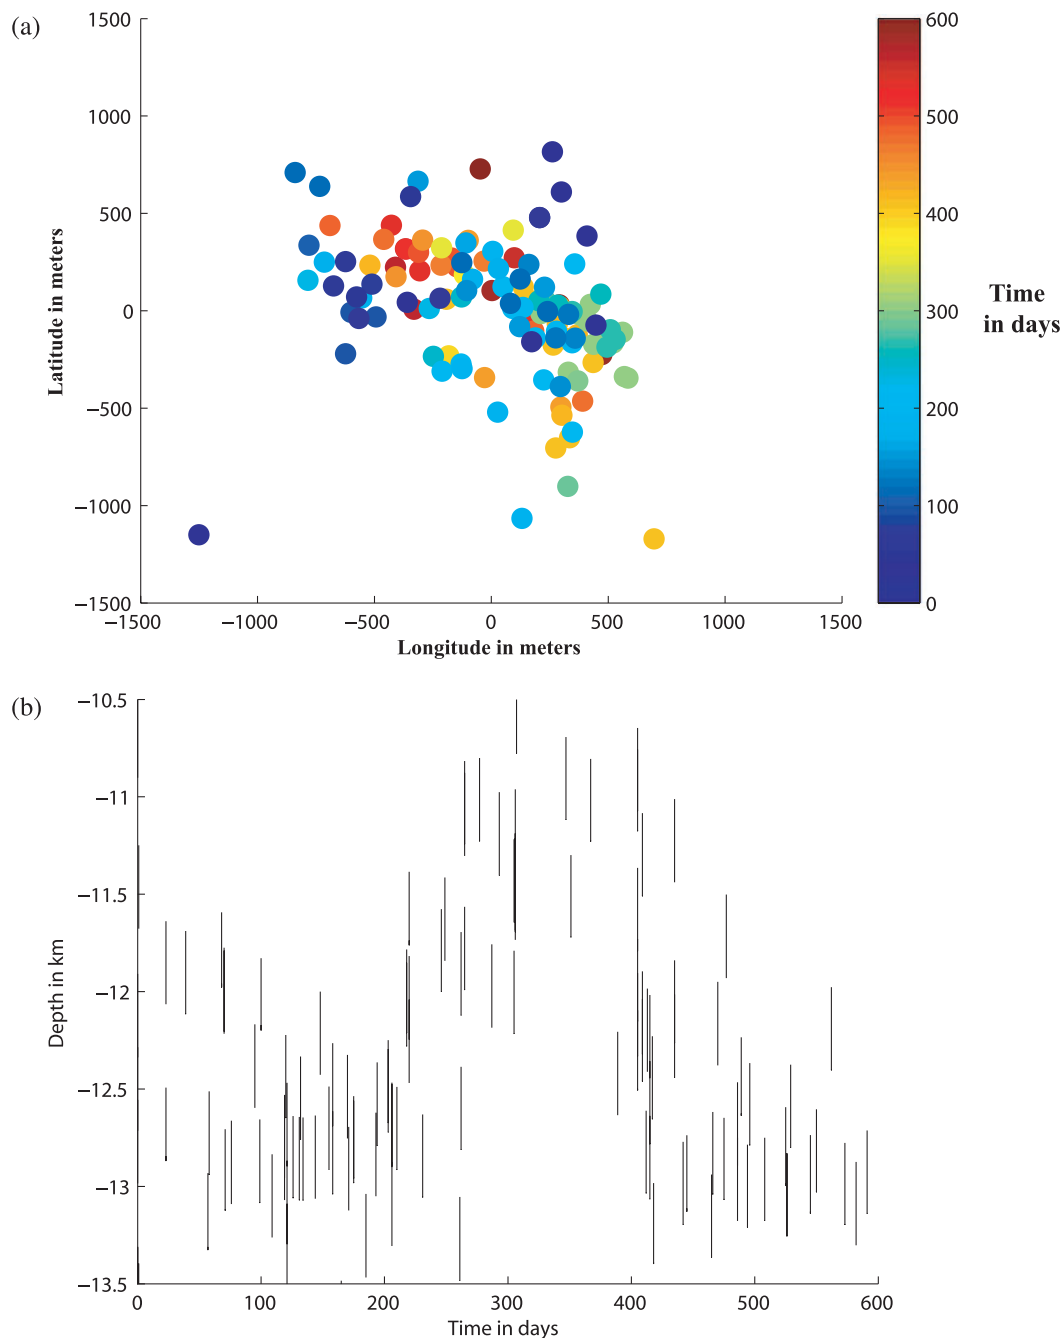 (a)
1500
1000
500
0
−500
−1000
−1500
Latitude in meters
−1500 −1000 −500 0 500 1000 1500
Longitude in meters
600
500
400
300
200
100
0
Time
in days
(b)
−10.5
−11
−11.5
−12
−12.5
−13
−13.5
Depth in km
0 100 200 300 400 500 600
Time in days